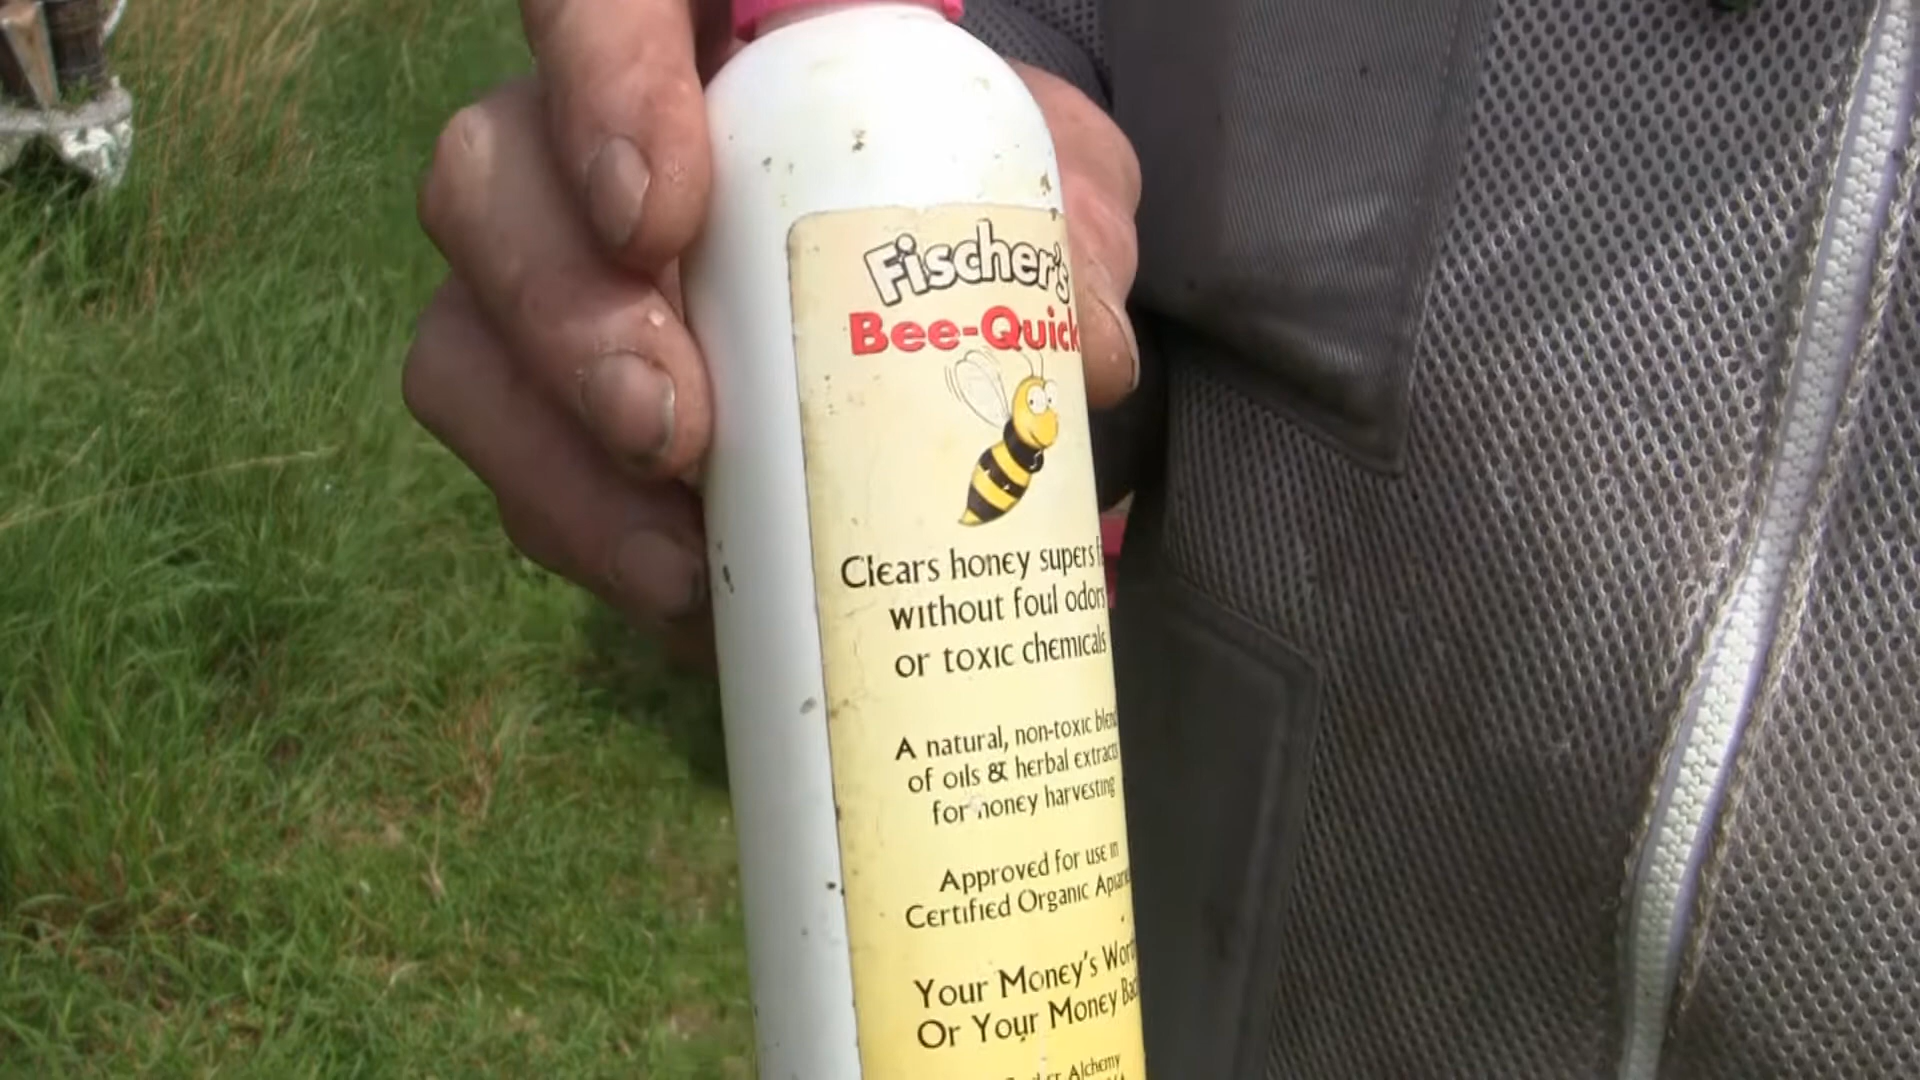 Fischer's
Bee-Quick
Clears honey supers
without foul odors
or toxic chemicals
A natural, non-toxic blend
of oils & herbal extracts
for honey harvesting
Approved for use in
Certified Organic
Your Money's Worth
Or Your Money Back
Alchemy